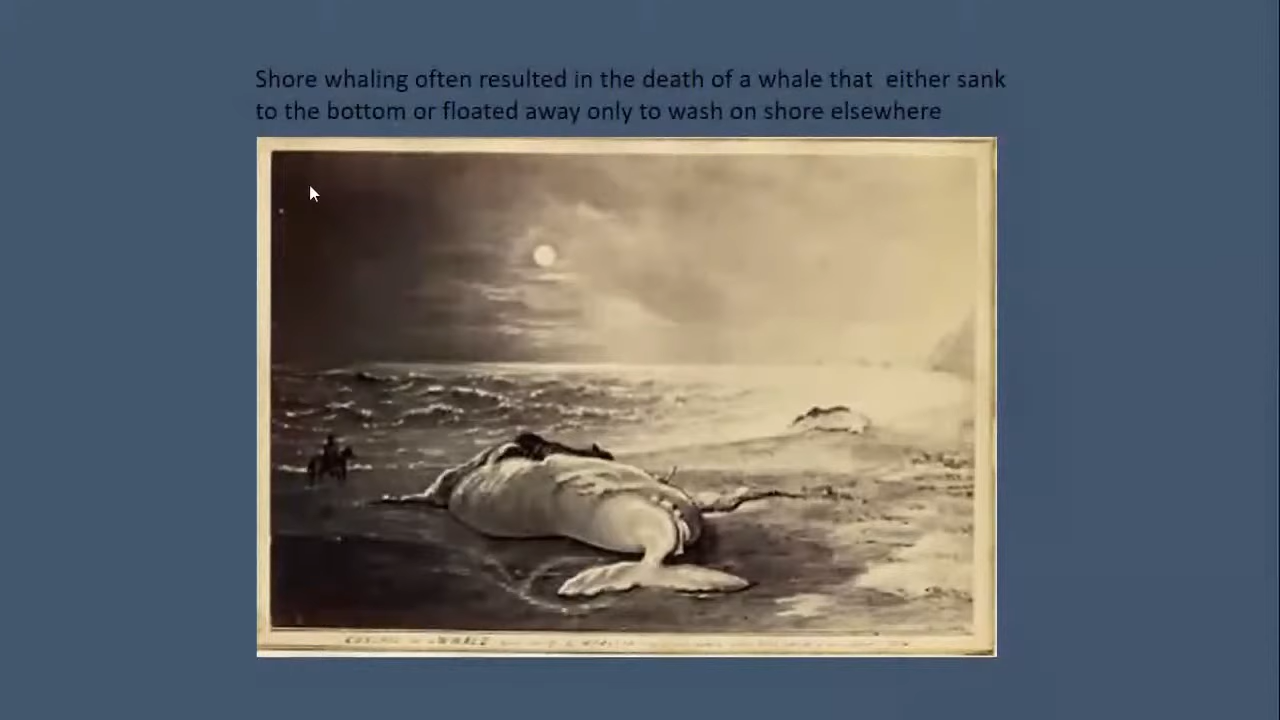 Shore whaling often resulted in the death of a whale that either sank
to the bottom or floated away only to wash on shore elsewhere
WHALE